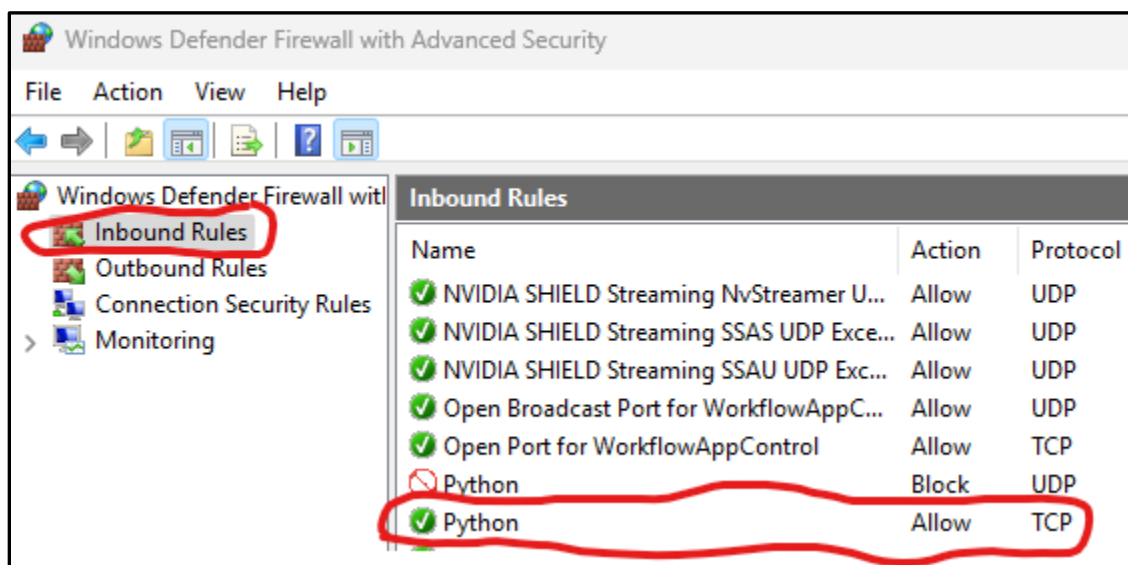 Windows Defender Firewall with Advanced Security
File Action View Help
Windows Defender Firewall witl
Inbound Rules
Outbound Rules
Connection Security Rules
Monitoring
Inbound Rules
Name Action Protocol
NVIDIA SHIELD Streaming NvStreamer U... Allow UDP
NVIDIA SHIELD Streaming SSAS UDP Exce... Allow UDP
NVIDIA SHIELD Streaming SSAU UDP Exc... Allow UDP
Open Broadcast Port for WorkflowAppC... Allow UDP
Open Port for WorkflowAppControl Allow TCP
Python Block UDP
Python Allow TCP